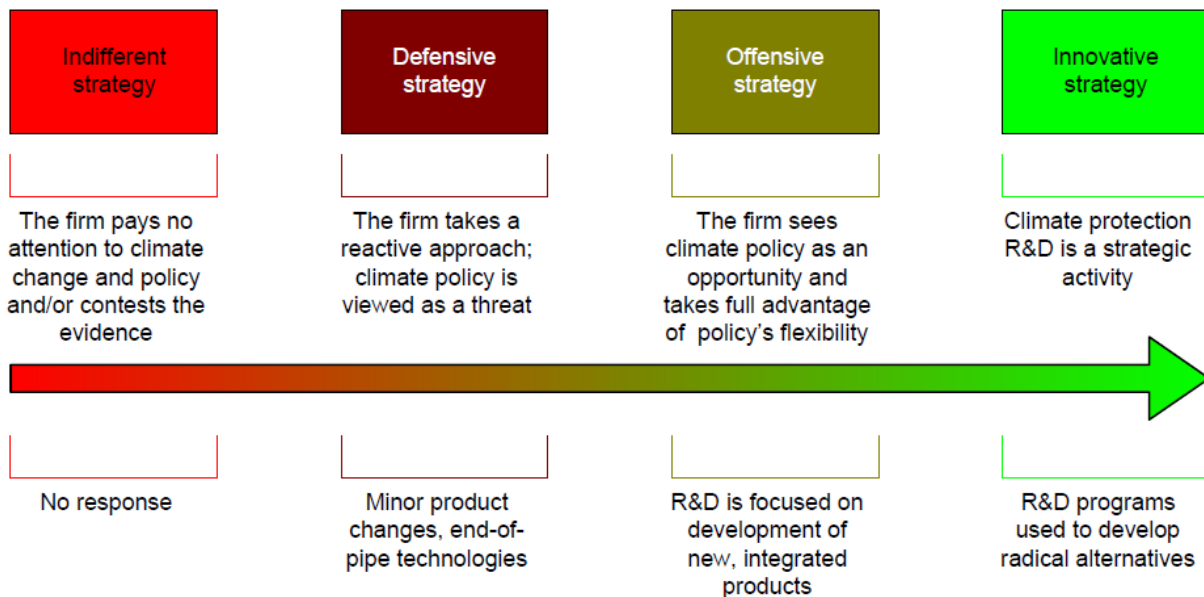 Indifferent
strategy
Defensive
strategy
Offensive
strategy
Innovative
strategy
The firm pays no
attention to climate
change and policy
and/or contests the
evidence
The firm takes a
reactive approach;
climate policy is
viewed as a threat
The firm sees
climate policy as an
opportunity and
takes full advantage
of policy's flexibility
Climate protection
R&D is a strategic
activity
No response
Minor product
changes, end-of-
pipe technologies
R&D is focused on
development of
new, integrated
products
R&D programs
used to develop
radical alternatives